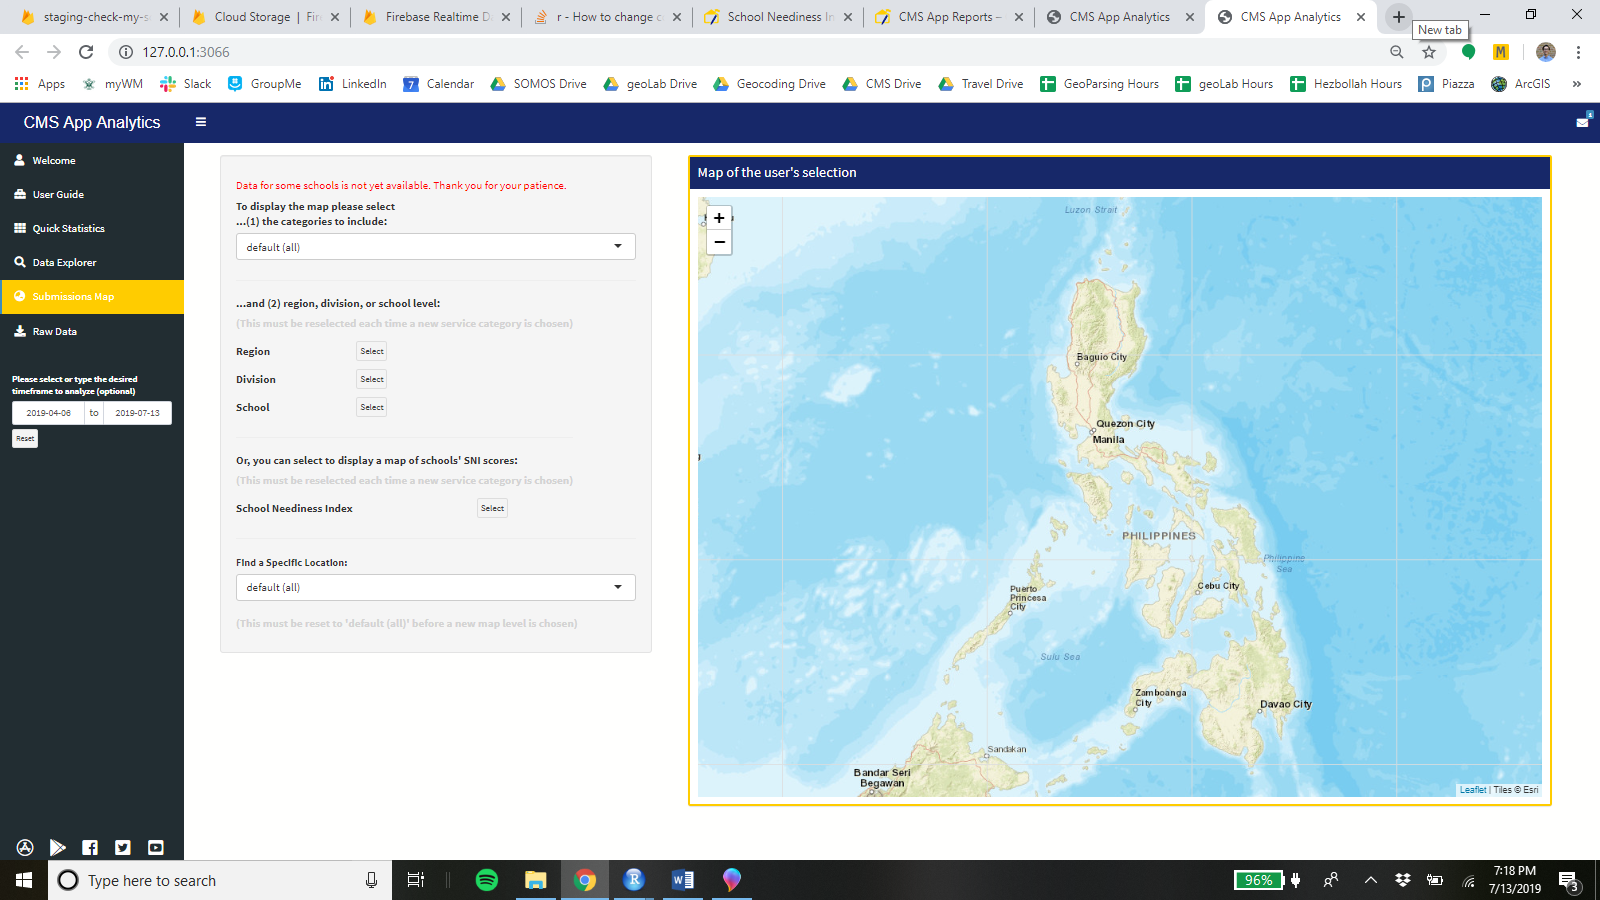 staging-check-my-s
Cloud Storage | Fir
Firebase Realtime D
r - How to change c
School Neediness In
CMS App Reports –
CMS App Analytics
CMS App Analytics
New tab
127.0.0.1:3066
M
Apps
myWM
Slack
GroupMe
LinkedIn
7
Calendar
SOMOS Drive
geoLab Drive
Geocoding Drive
CMS Drive
Travel Drive
GeoParsing Hours
geoLab Hours
Hezbollah Hours
Piazza
ArcGIS
»
CMS App Analytics
Welcome
User Guide
Quick Statistics
Data Explorer
Submissions Map
Raw Data
Please select or type the desired
timeframe to analyze (optional)
2019-04-06 to 2019-07-13
Reset
Data for some schools is not yet available. Thank you for your patience.
To display the map please select
...(1) the categories to include:
default (all)
...and (2) region, division, or school level:
(This must be reselected each time a new service category is chosen)
Region Select
Division Select
School Select
Or, you can select to display a map of schools' SNI scores:
(This must be reselected each time a new service category is chosen)
School Neediness Index Select
Find a Specific Location:
default (all)
(This must be reset to 'default (all)' before a new map level is chosen)
Map of the user's selection
+
−
Luzon Strait
Baguio City
Quezon City
Manila
PHILIPPINES
Philippine
Sea
Cebu City
Puerto
Princesa
City
Sulu Sea
Zamboanga
City
Davao City
Sandakan
Bandar Seri
Begawan
Leaflet | Tiles © Esri
Type here to search
R
W
96%
7:18 PM
7/13/2019
3